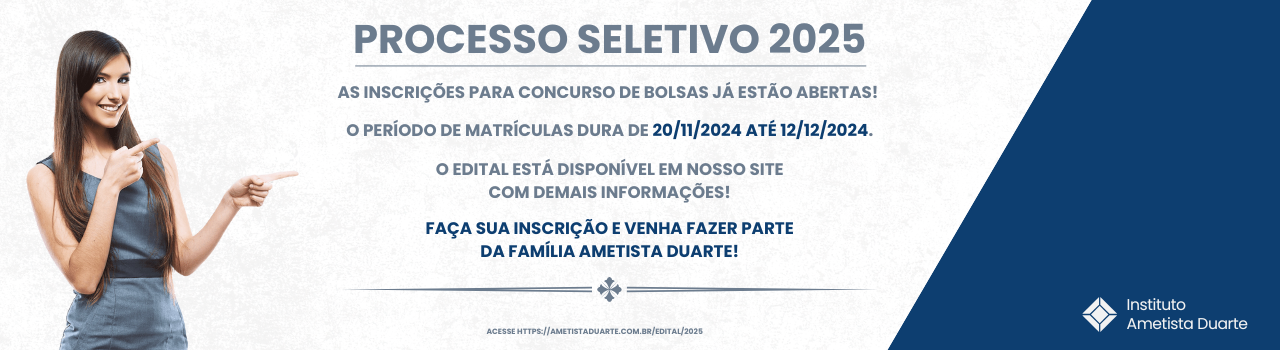 PROCESSO SELETIVO 2025
AS INSCRIÇÕES PARA CONCURSO DE BOLSAS JÁ ESTÃO ABERTAS!
O PERÍODO DE MATRÍCULAS DURA DE 20/11/2024 ATÉ 12/12/2024.
O EDITAL ESTÁ DISPONÍVEL EM NOSSO SITE
COM DEMAIS INFORMAÇÕES!
FAÇA SUA INSCRIÇÃO E VENHA FAZER PARTE
DA FAMÍLIA AMETISTA DUARTE!
ACESSE HTTPS://AMETISTADUARTE.COM.BR/EDITAL/2025
Instituto
Ametista Duarte